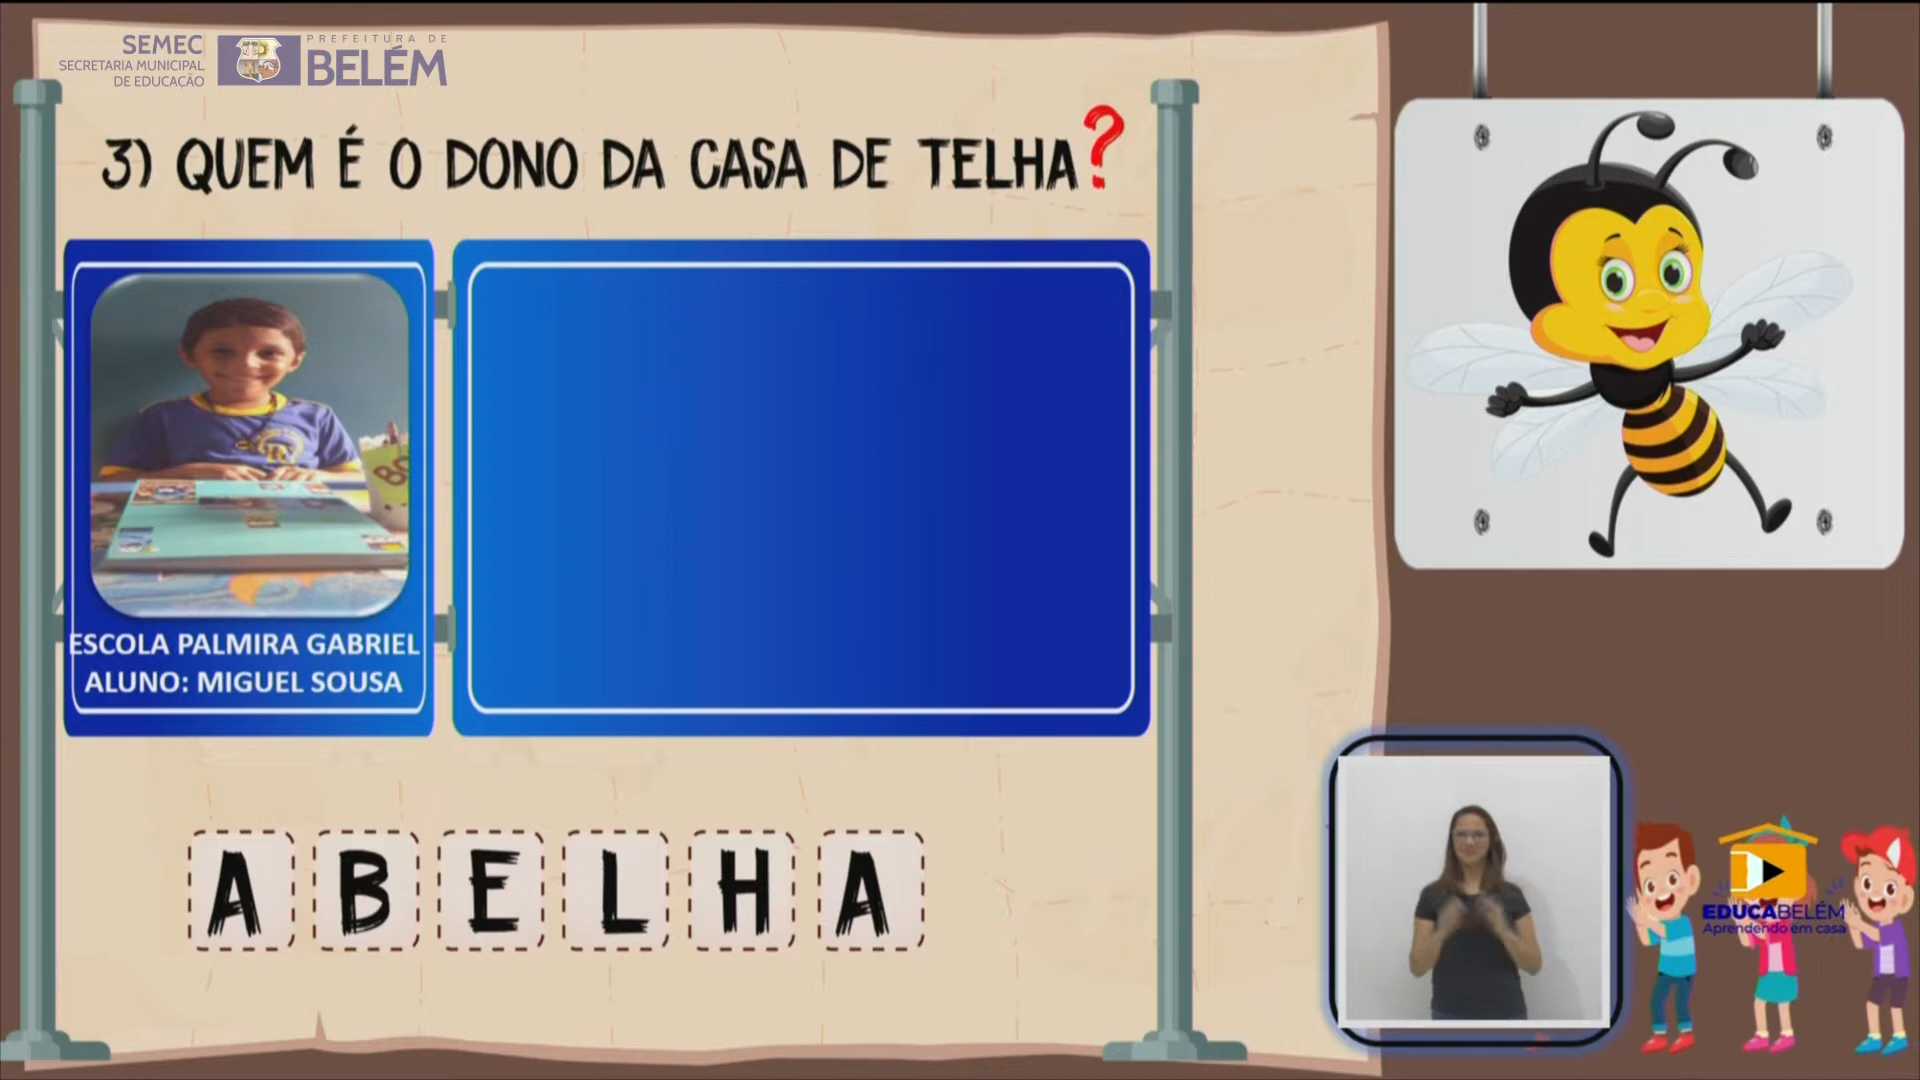 SEMEC
SECRETARIA MUNICIPAL
DE EDUCAÇÃO
PREFEITURA DE
BELÉM
3) QUEM É O DONO DA CASA DE TELHA?
ESCOLA PALMIRA GABRIEL
ALUNO: MIGUEL SOUSA
A B E L H A
EDUCABELÉM
Aprendendo em casa